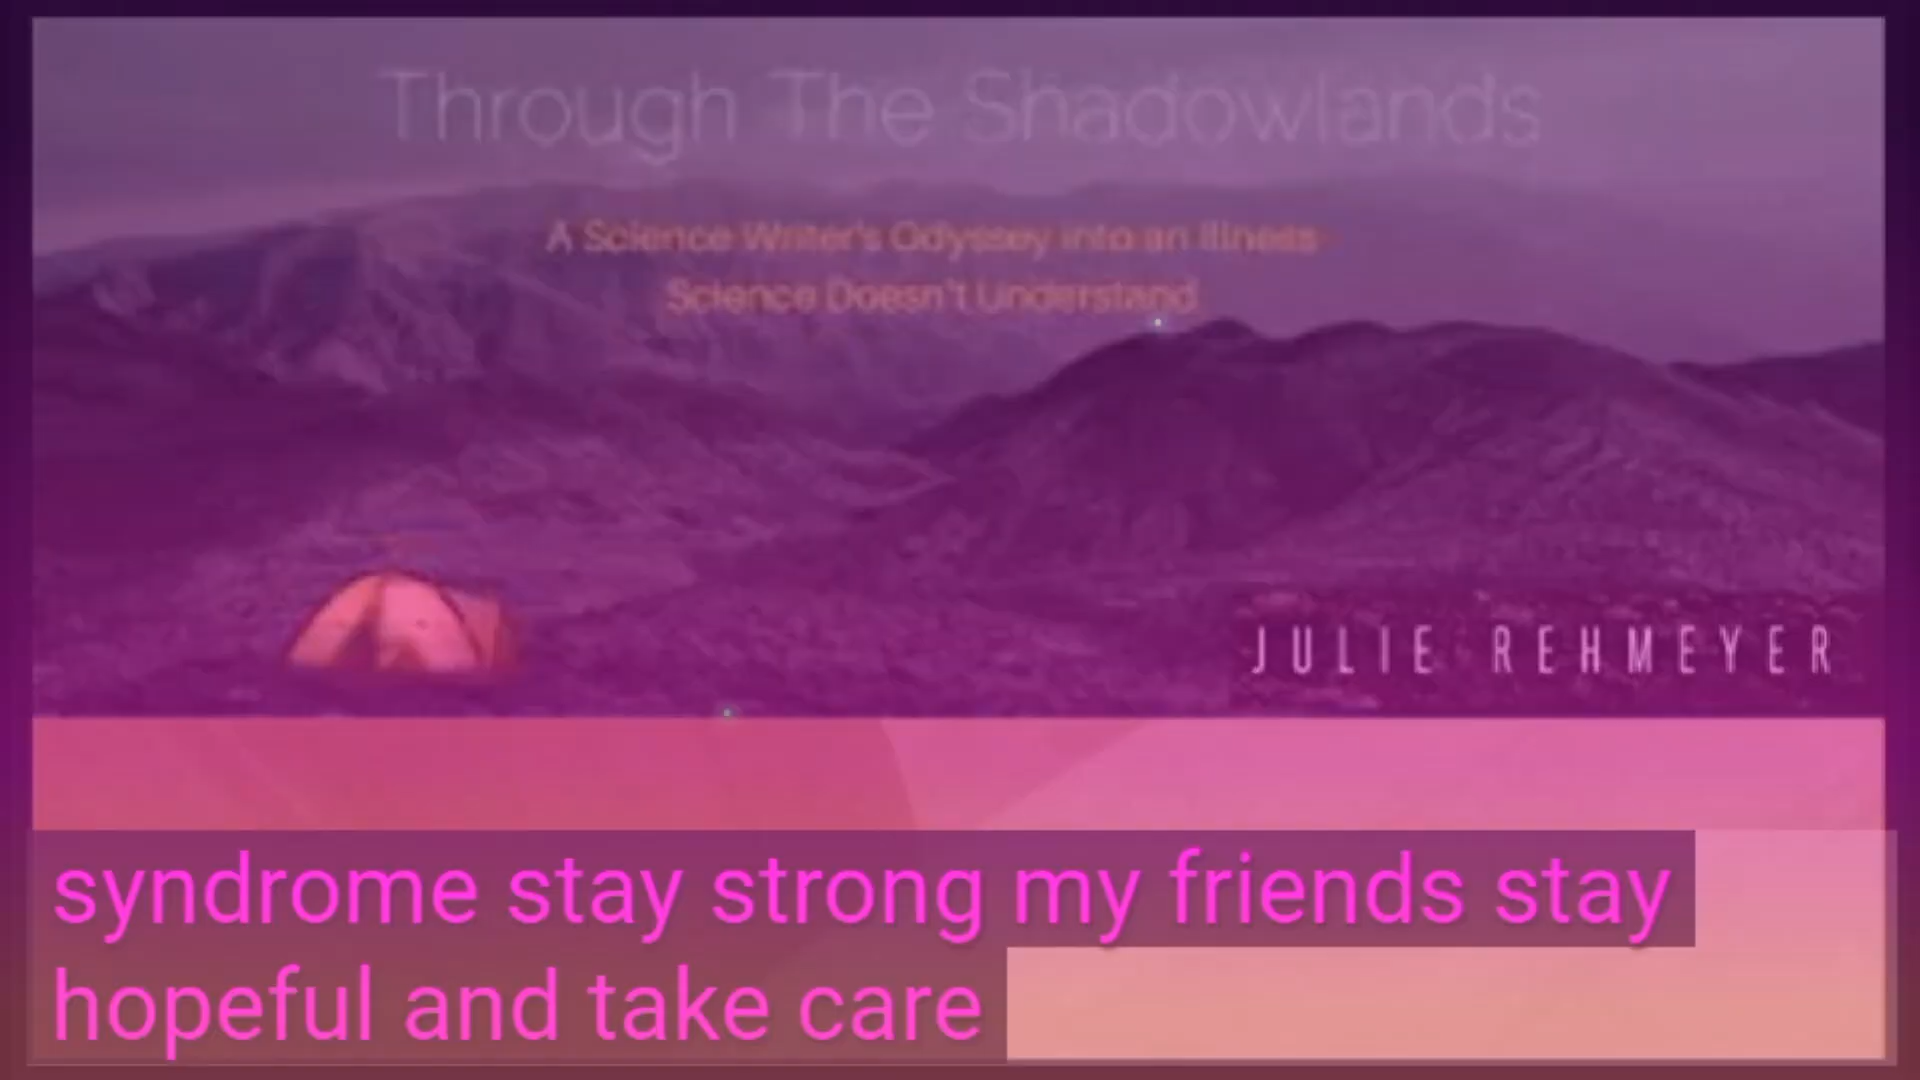 Through The Shadowlands
A Science Writer's Odyssey into an Illness
Science Doesn't Understand
JULIE REHMEYER
syndrome stay strong my friends stay
hopeful and take care